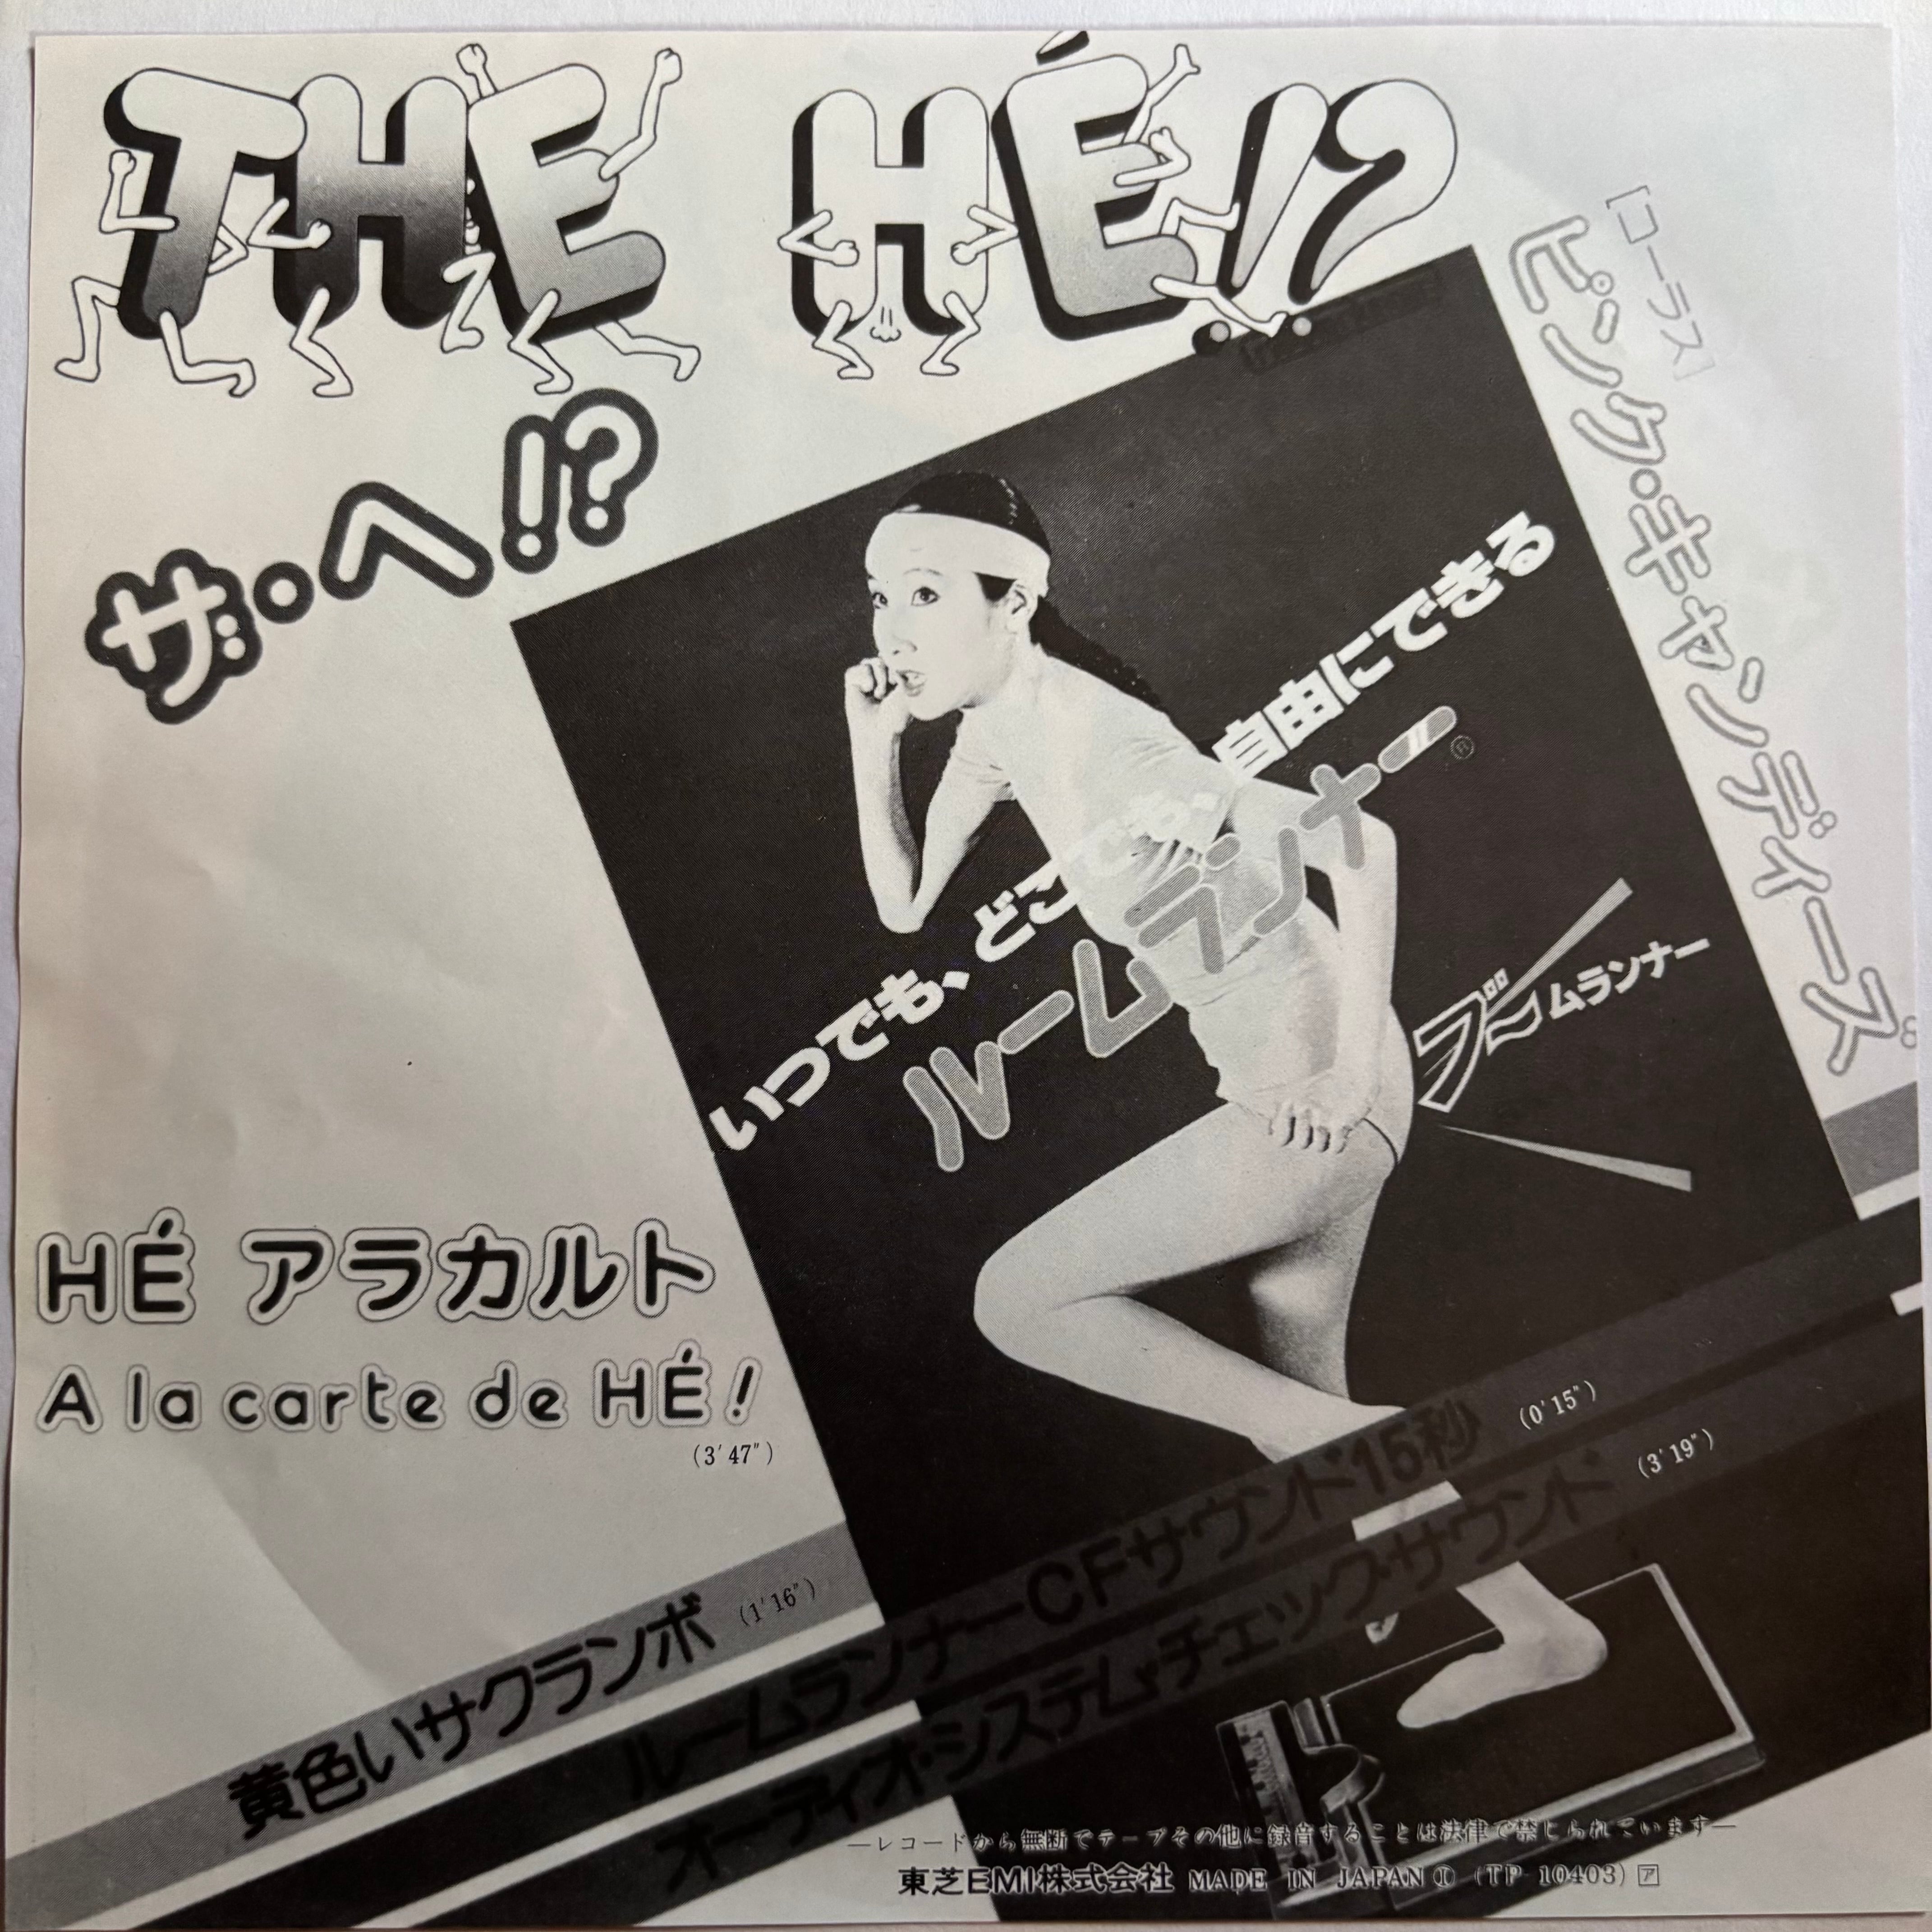 THE HÉ!?
ザ・ヘ!?
[コーラス]
ピンク・キャンディーズ
いつでも、どこでも、自由にできる
ルームランナー®
ブームランナー
HÉ アラカルト
A la carte de HÉ!
(3'47")
黄色いサクランボ (1'16")
ルームランナーCFサウンド15秒 (0'15")
オーディオ・システム・チェック・サウンド (3'19")
—レコードから無断でテープその他に録音することは法律で禁じられています—
東芝EMI株式会社 MADE IN JAPAN Ⓣ (TP-10403) ア